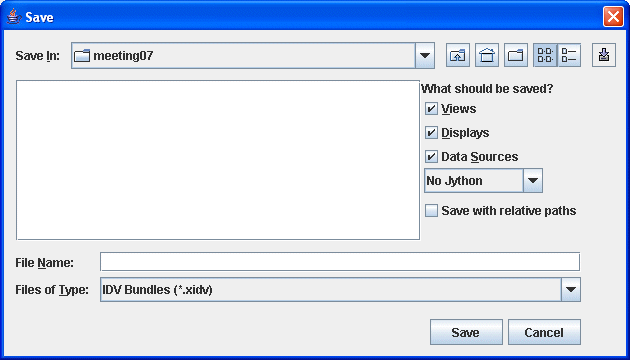 Save
Save In: meeting07
What should be saved?
Views
Displays
Data Sources
No Jython
Save with relative paths
File Name:
Files of Type: IDV Bundles (*.xidv)
Save Cancel